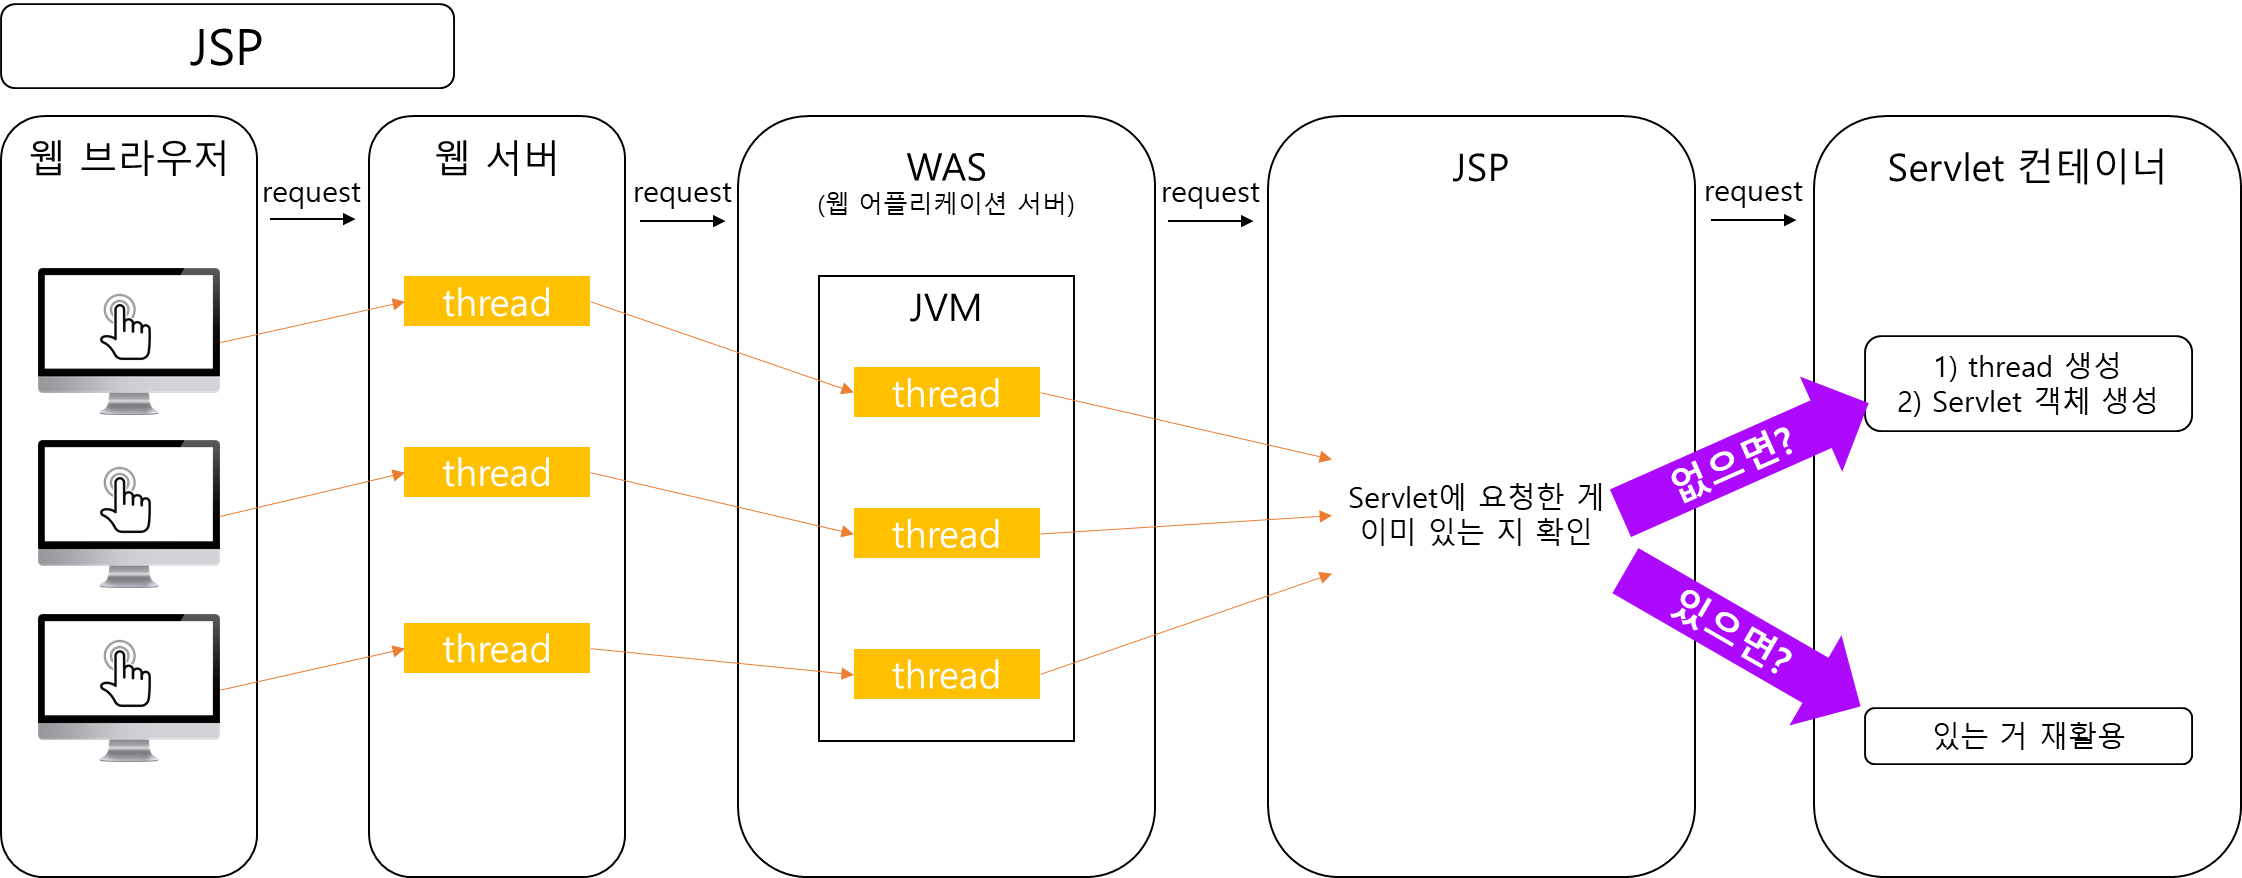 JSP
웹 브라우저
request
웹 서버
request
WAS
(웹 어플리케이션 서버)
request
JSP
request
Servlet 컨테이너
thread
thread
thread
JVM
thread
thread
thread
Servlet에 요청한 게
이미 있는 지 확인
없으면?
있으면?
1) thread 생성
2) Servlet 객체 생성
있는 거 재활용